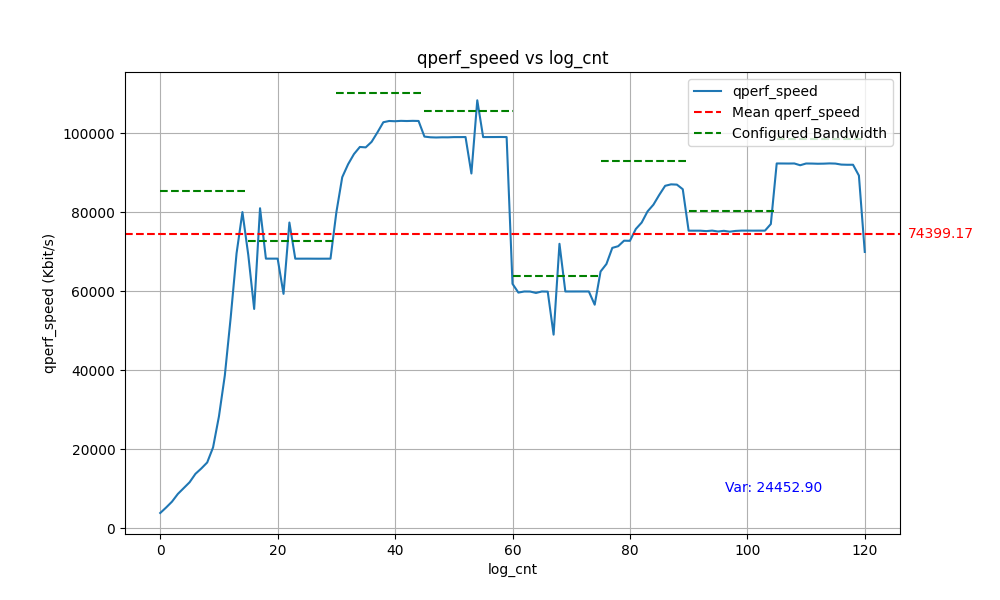 qperf_speed vs log_cnt
qperf_speed
Mean qperf_speed
Configured Bandwidth
100000
80000
60000
40000
20000
0
qperf_speed (Kbit/s)
74399.17
Var: 24452.90
0 20 40 60 80 100 120
log_cnt